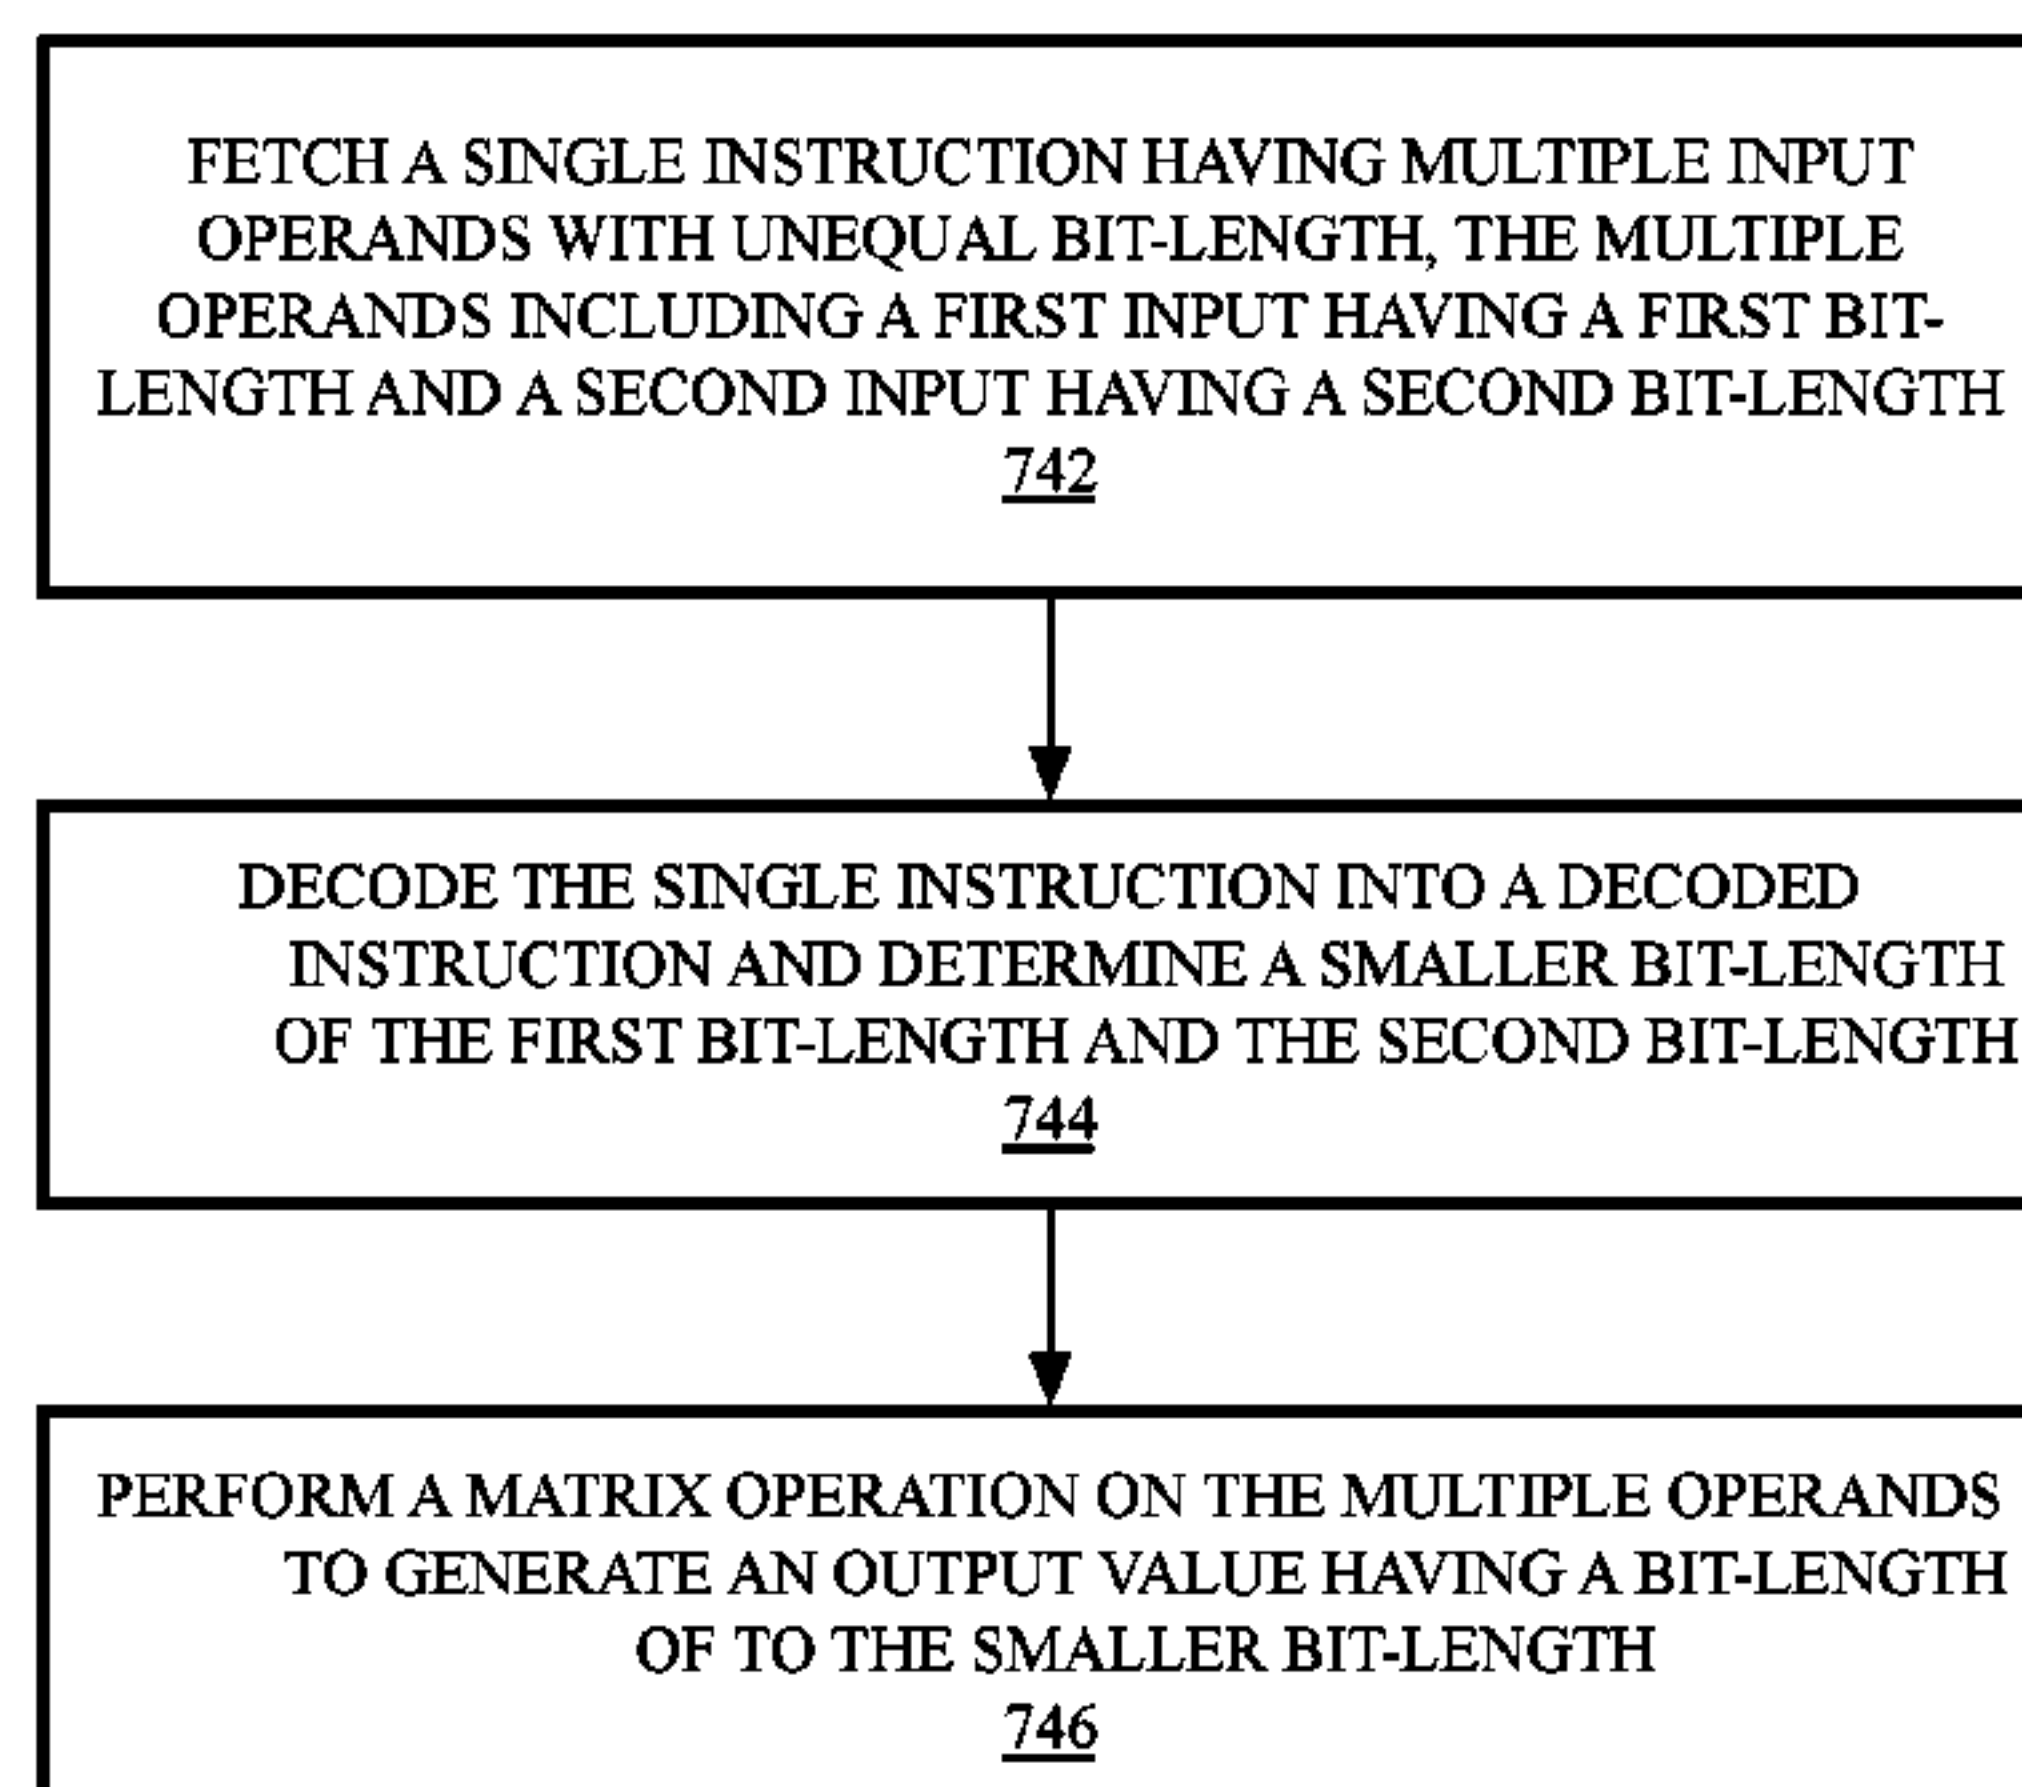 FETCH A SINGLE INSTRUCTION HAVING MULTIPLE INPUT
OPERANDS WITH UNEQUAL BIT-LENGTH, THE MULTIPLE
OPERANDS INCLUDING A FIRST INPUT HAVING A FIRST BIT-
LENGTH AND A SECOND INPUT HAVING A SECOND BIT-LENGTH
742
DECODE THE SINGLE INSTRUCTION INTO A DECODED
INSTRUCTION AND DETERMINE A SMALLER BIT-LENGTH
OF THE FIRST BIT-LENGTH AND THE SECOND BIT-LENGTH
744
PERFORM A MATRIX OPERATION ON THE MULTIPLE OPERANDS
TO GENERATE AN OUTPUT VALUE HAVING A BIT-LENGTH
OF TO THE SMALLER BIT-LENGTH
746